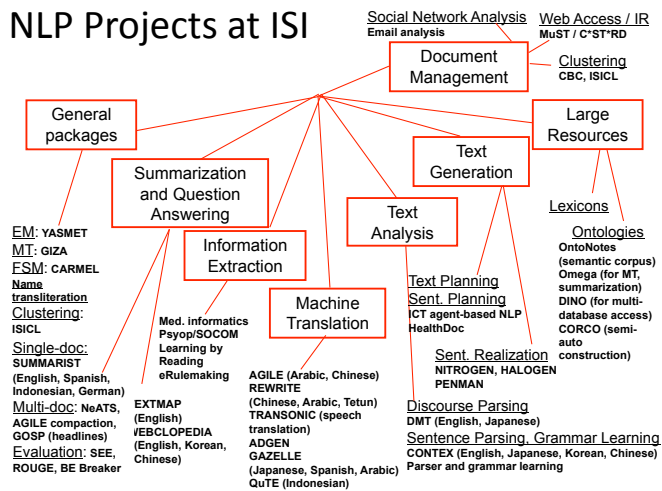 NLP Projects at ISI
Social Network Analysis
Email analysis
Web Access / IR
MuST / C*ST*RD
Document
Management
Clustering
CBC, ISICL
General
packages
Large
Resources
Summarization
and Question
Answering
Text
Generation
Text
Analysis
Information
Extraction
Machine
Translation
EM: YASMET
MT: GIZA
FSM: CARMEL
Name
transliteration
Clustering:
ISICL
Single-doc:
SUMMARIST
(English, Spanish,
Indonesian, German)
Multi-doc: NeATS,
AGILE compaction,
GOSP (headlines)
Evaluation: SEE,
ROUGE, BE Breaker
EXTMAP
(English)
EBCLOPEDIA
(English, Korean,
Chinese)
Med. informatics
Psyop/SOCOM
Learning by
Reading
eRulemaking
AGILE (Arabic, Chinese)
REWRITE
(Chinese, Arabic, Tetun)
TRANSONIC (speech
translation)
ADGEN
GAZELLE
(Japanese, Spanish, Arabic)
QuTE (Indonesian)
Text Planning
Sent. Planning
ICT agent-based NLP
HealthDoc
Sent. Realization
NITROGEN, HALOGEN
PENMAN
Discourse Parsing
DMT (English, Japanese)
Sentence Parsing, Grammar Learning
CONTEX (English, Japanese, Korean, Chinese)
Parser and grammar learning
Lexicons
Ontologies
OntoNotes
(semantic corpus)
Omega (for MT,
summarization)
DINO (for multi-
database access)
CORCO (semi-
auto
construction)